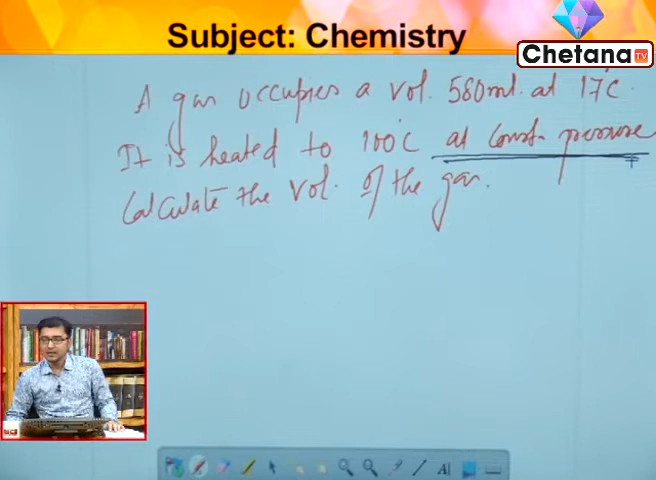 Subject: Chemistry
Chetana TV
A gas occupies a vol. 580ml. at 17°C.
It is heated to 100°C at const. pressure
Calculate the vol. of the gas.
AI